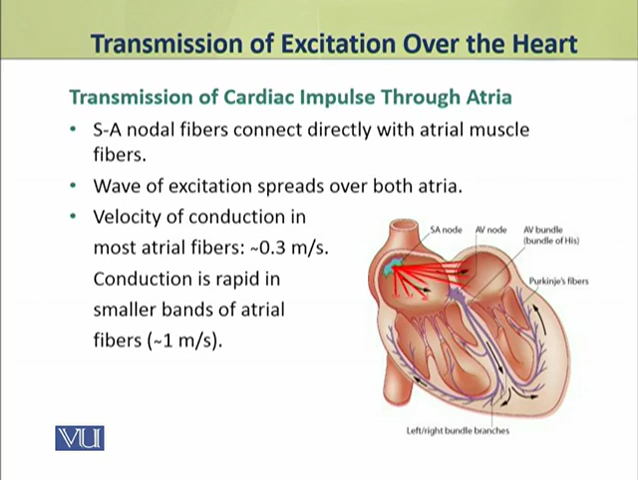 Transmission of Excitation Over the Heart
Transmission of Cardiac Impulse Through Atria
• S-A nodal fibers connect directly with atrial muscle
fibers.
• Wave of excitation spreads over both atria.
• Velocity of conduction in
most atrial fibers: ~0.3 m/s.
Conduction is rapid in
smaller bands of atrial
fibers (~1 m/s).
SA node AV node AV bundle
(bundle of His)
Purkinje's fibers
Left/right bundle branches
VU